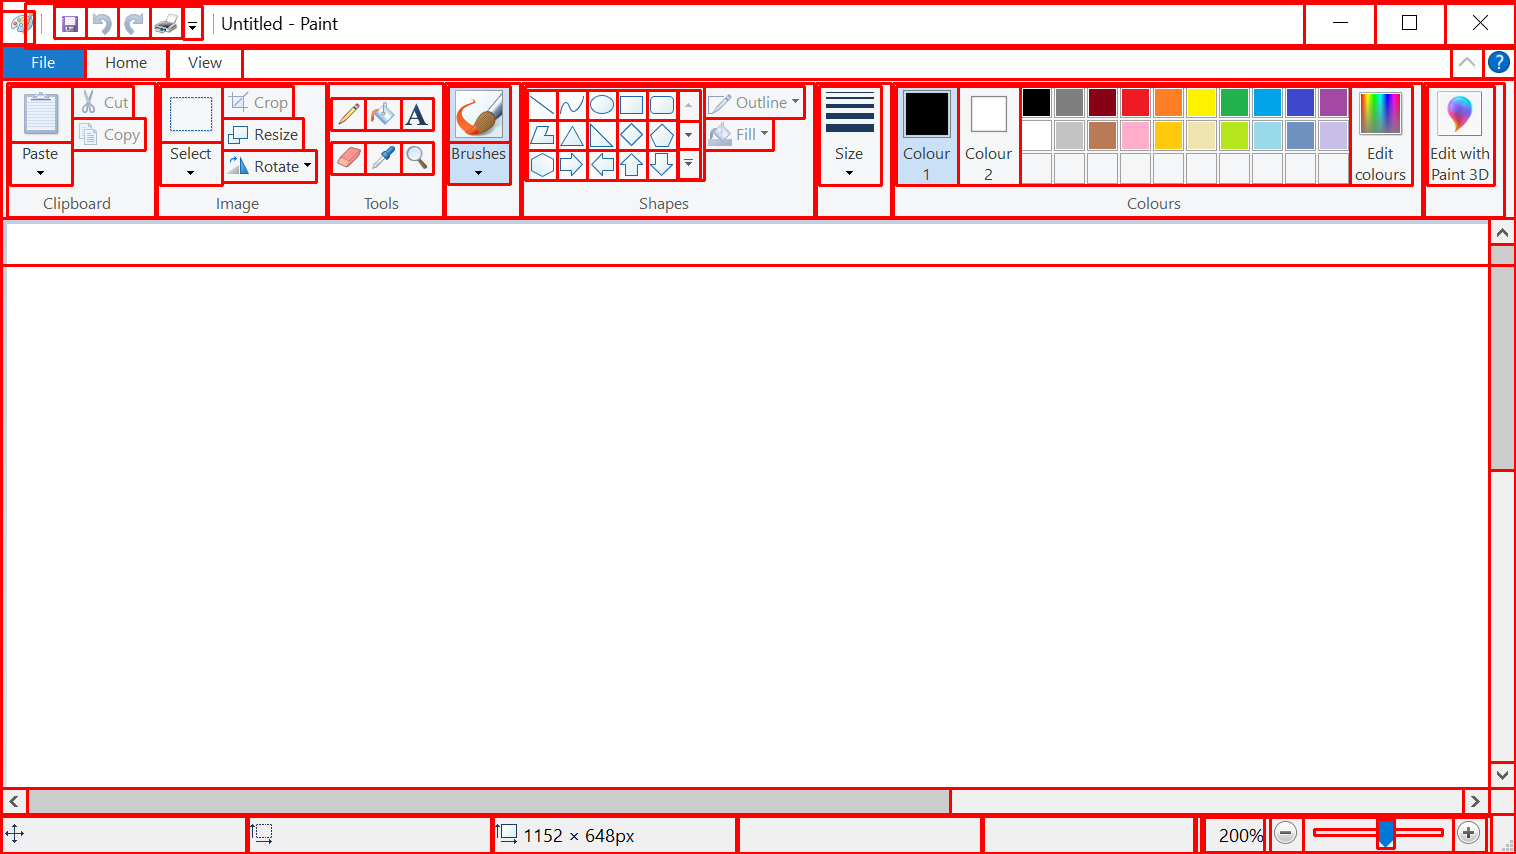 Untitled - Paint
File Home View
Paste
Cut
Copy
Clipboard
Select
Crop
Resize
Rotate
Image
A
Tools
Brushes
Outline
Fill
Shapes
Size
Colour
1
Colour
2
Edit
colours
Colours
Edit with
Paint 3D
1152 × 648px
200%